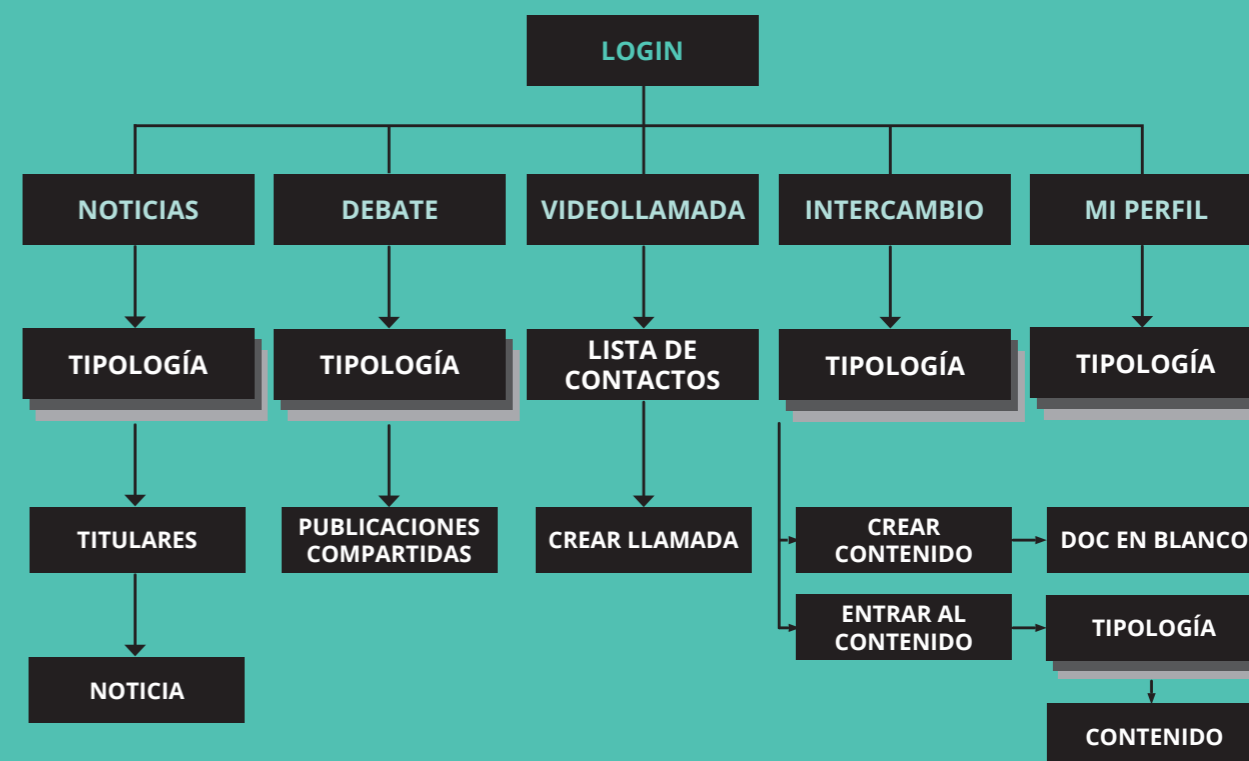 LOGIN
NOTICIAS
DEBATE
VIDEOLLAMADA
INTERCAMBIO
MI PERFIL
TIPOLOGÍA
TIPOLOGÍA
LISTA DE
CONTACTOS
TIPOLOGÍA
TIPOLOGÍA
TITULARES
PUBLICACIONES
COMPARTIDAS
CREAR LLAMADA
CREAR
CONTENIDO
DOC EN BLANCO
ENTRAR AL
CONTENIDO
TIPOLOGÍA
NOTICIA
CONTENIDO